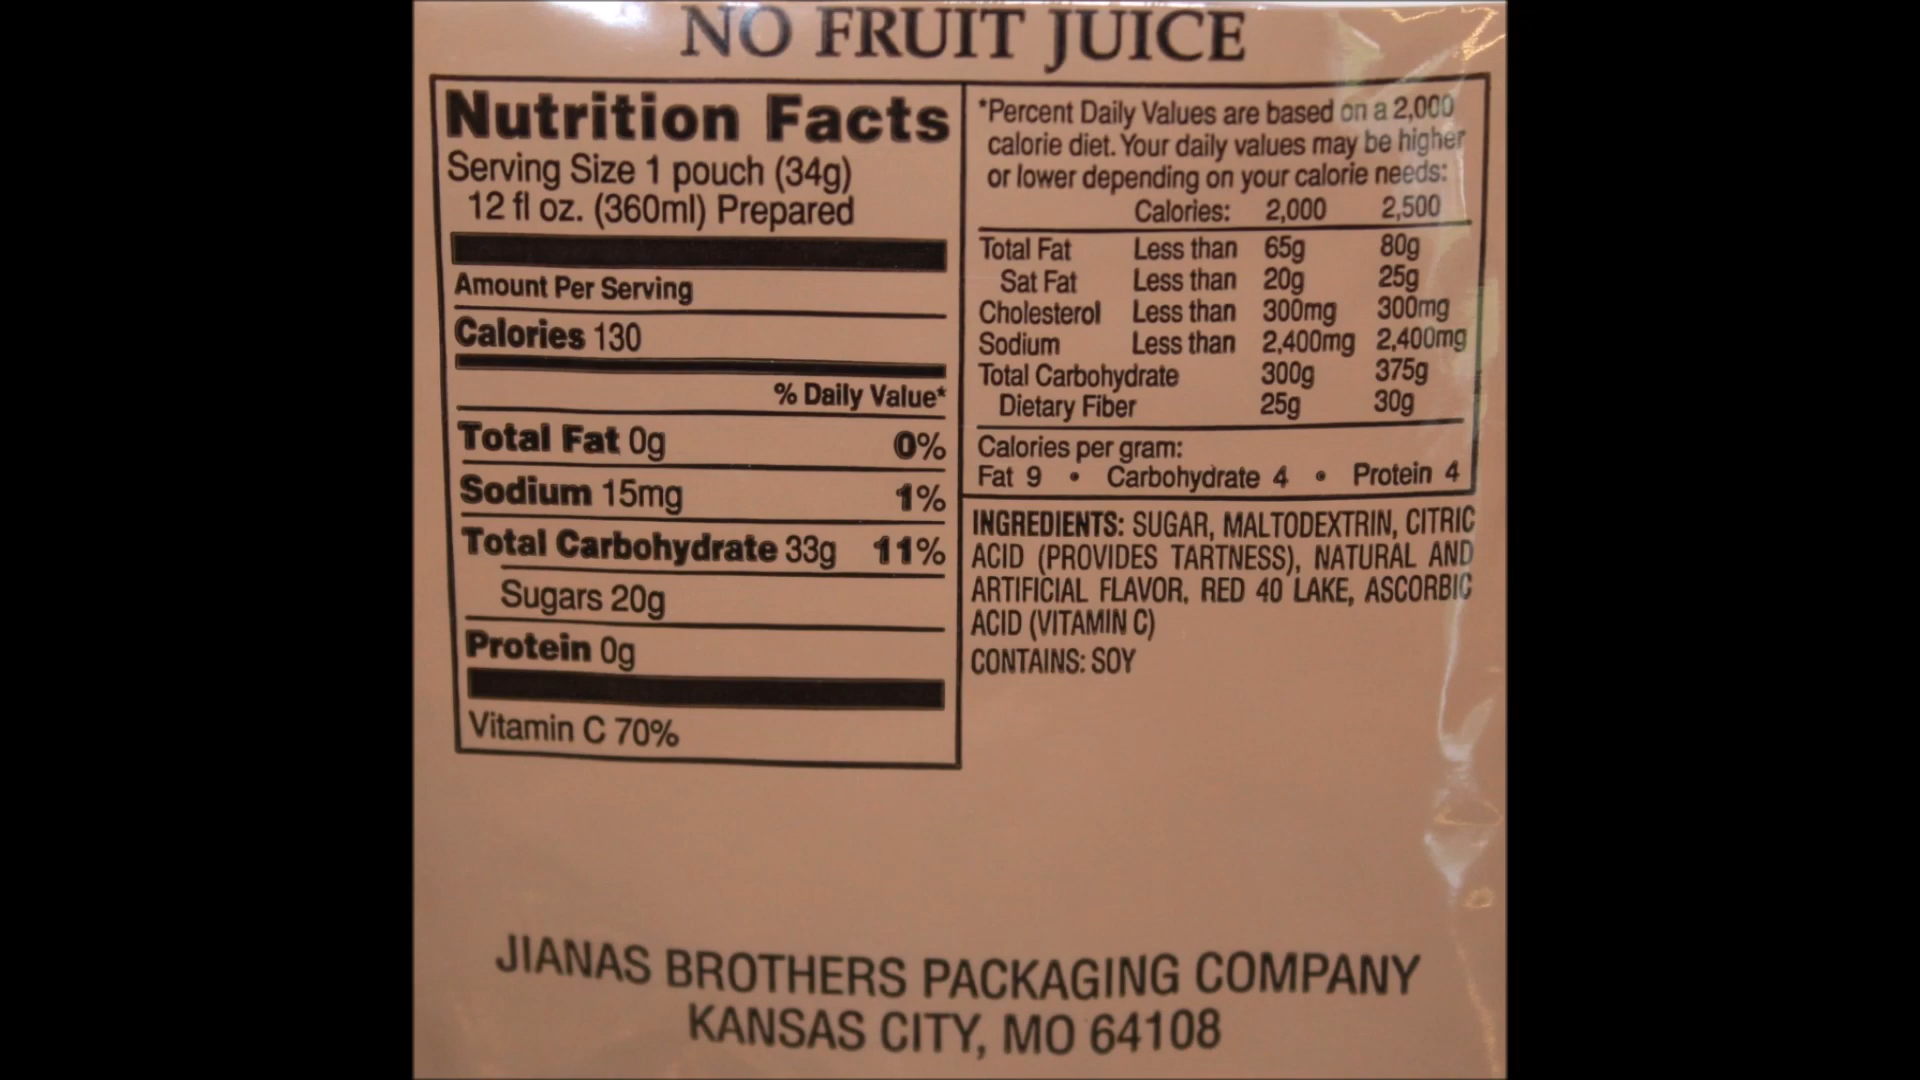 NO FRUIT JUICE
Nutrition Facts
Serving Size 1 pouch (34g)
12 fl oz. (360ml) Prepared
Amount Per Serving
Calories 130
% Daily Value*
Total Fat 0g 0%
Sodium 15mg 1%
Total Carbohydrate 33g 11%
Sugars 20g
Protein 0g
Vitamin C 70%
*Percent Daily Values are based on a 2,000
calorie diet. Your daily values may be higher
or lower depending on your calorie needs:
Calories: 2,000 2,500
Total Fat Less than 65g 80g
Sat Fat Less than 20g 25g
Cholesterol Less than 300mg 300mg
Sodium Less than 2,400mg 2,400mg
Total Carbohydrate 300g 375g
Dietary Fiber 25g 30g
Calories per gram:
Fat 9 • Carbohydrate 4 • Protein 4
INGREDIENTS: SUGAR, MALTODEXTRIN, CITRIC
ACID (PROVIDES TARTNESS), NATURAL AND
ARTIFICIAL FLAVOR, RED 40 LAKE, ASCORBIC
ACID (VITAMIN C)
CONTAINS: SOY
JIANAS BROTHERS PACKAGING COMPANY
KANSAS CITY, MO 64108